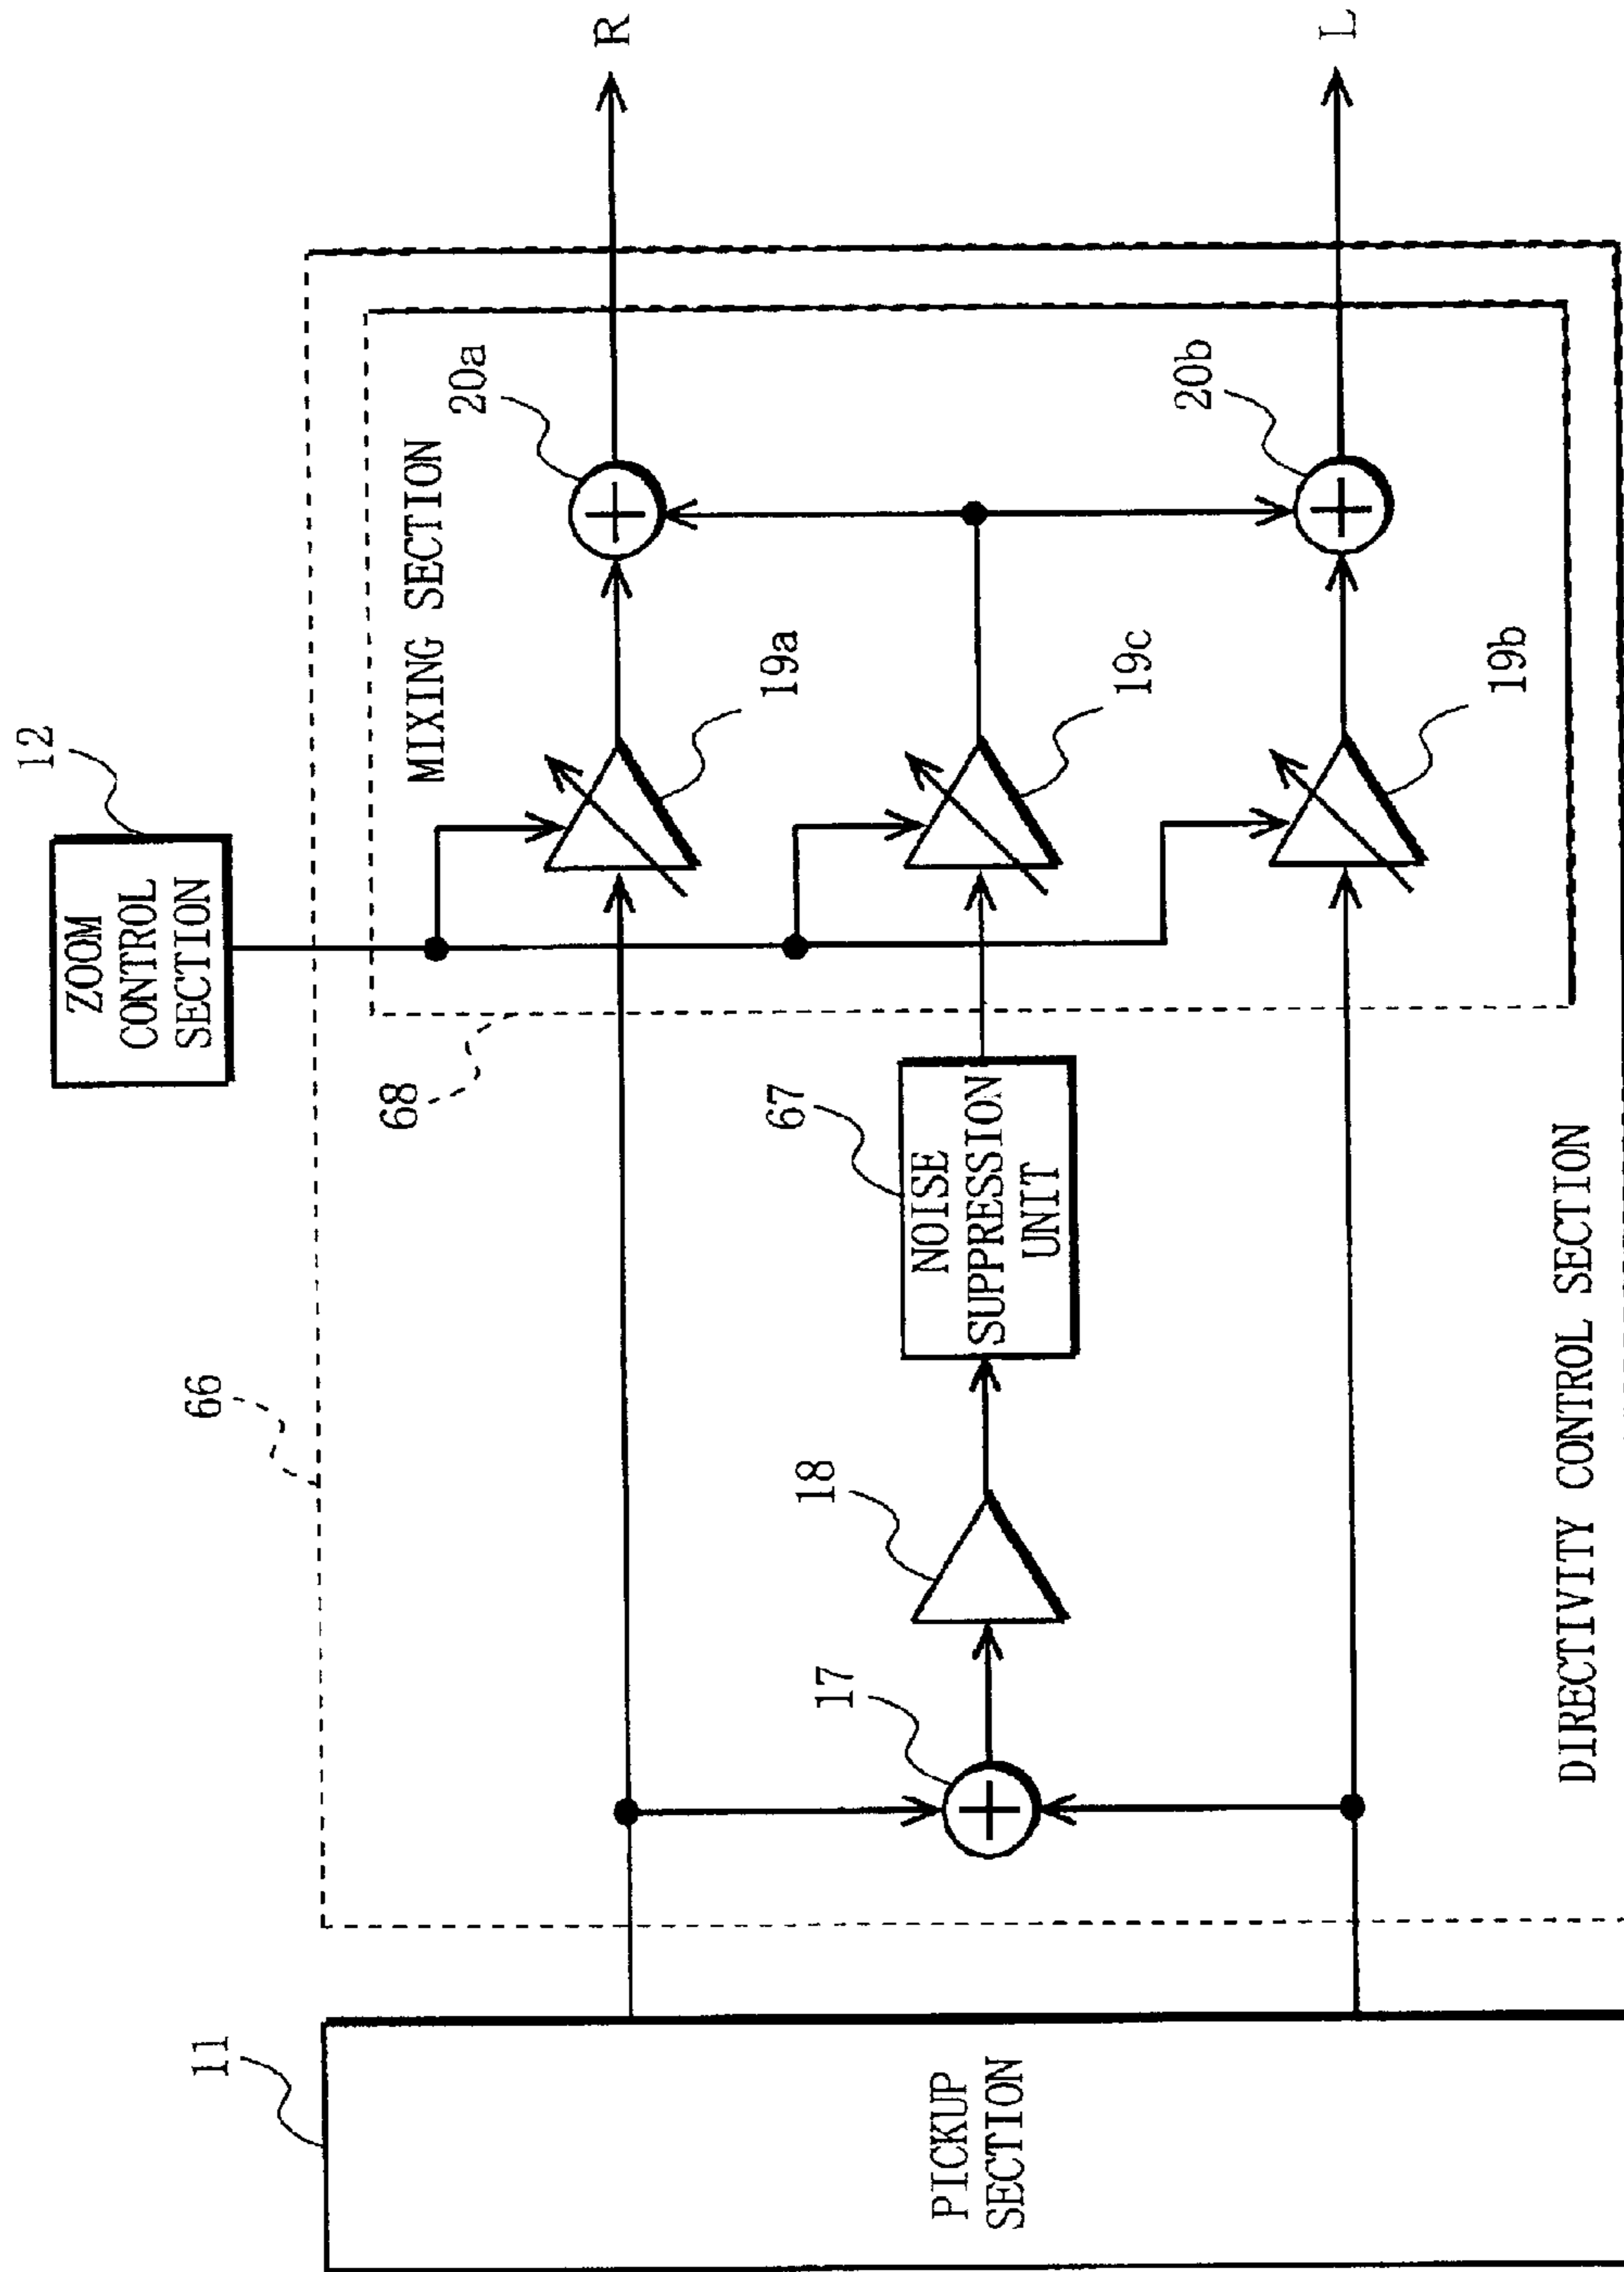 11
PICKUP
SECTION
66
17
18
67
NOISE
SUPPRESSION
UNIT
68
12
ZOOM
CONTROL
SECTION
MIXING SECTION
19a
19c
19b
20a
20b
R
L
DIRECTIVITY CONTROL SECTION